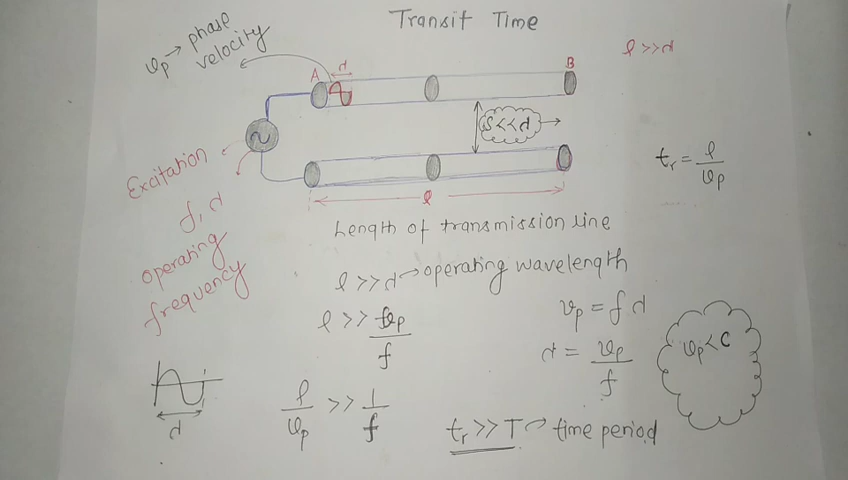 Transit Time
vp → phase
velocity
l >> λ
A
λ
B
S << λ
tr = l / vp
Excitation
f, λ
operating
frequency
l
Length of transmission line
l >> λ → operating wavelength
l >> vp / f
vp = f λ
λ = vp / f
vp < C
λ
l / vp >> 1 / f
tr >> T → time period